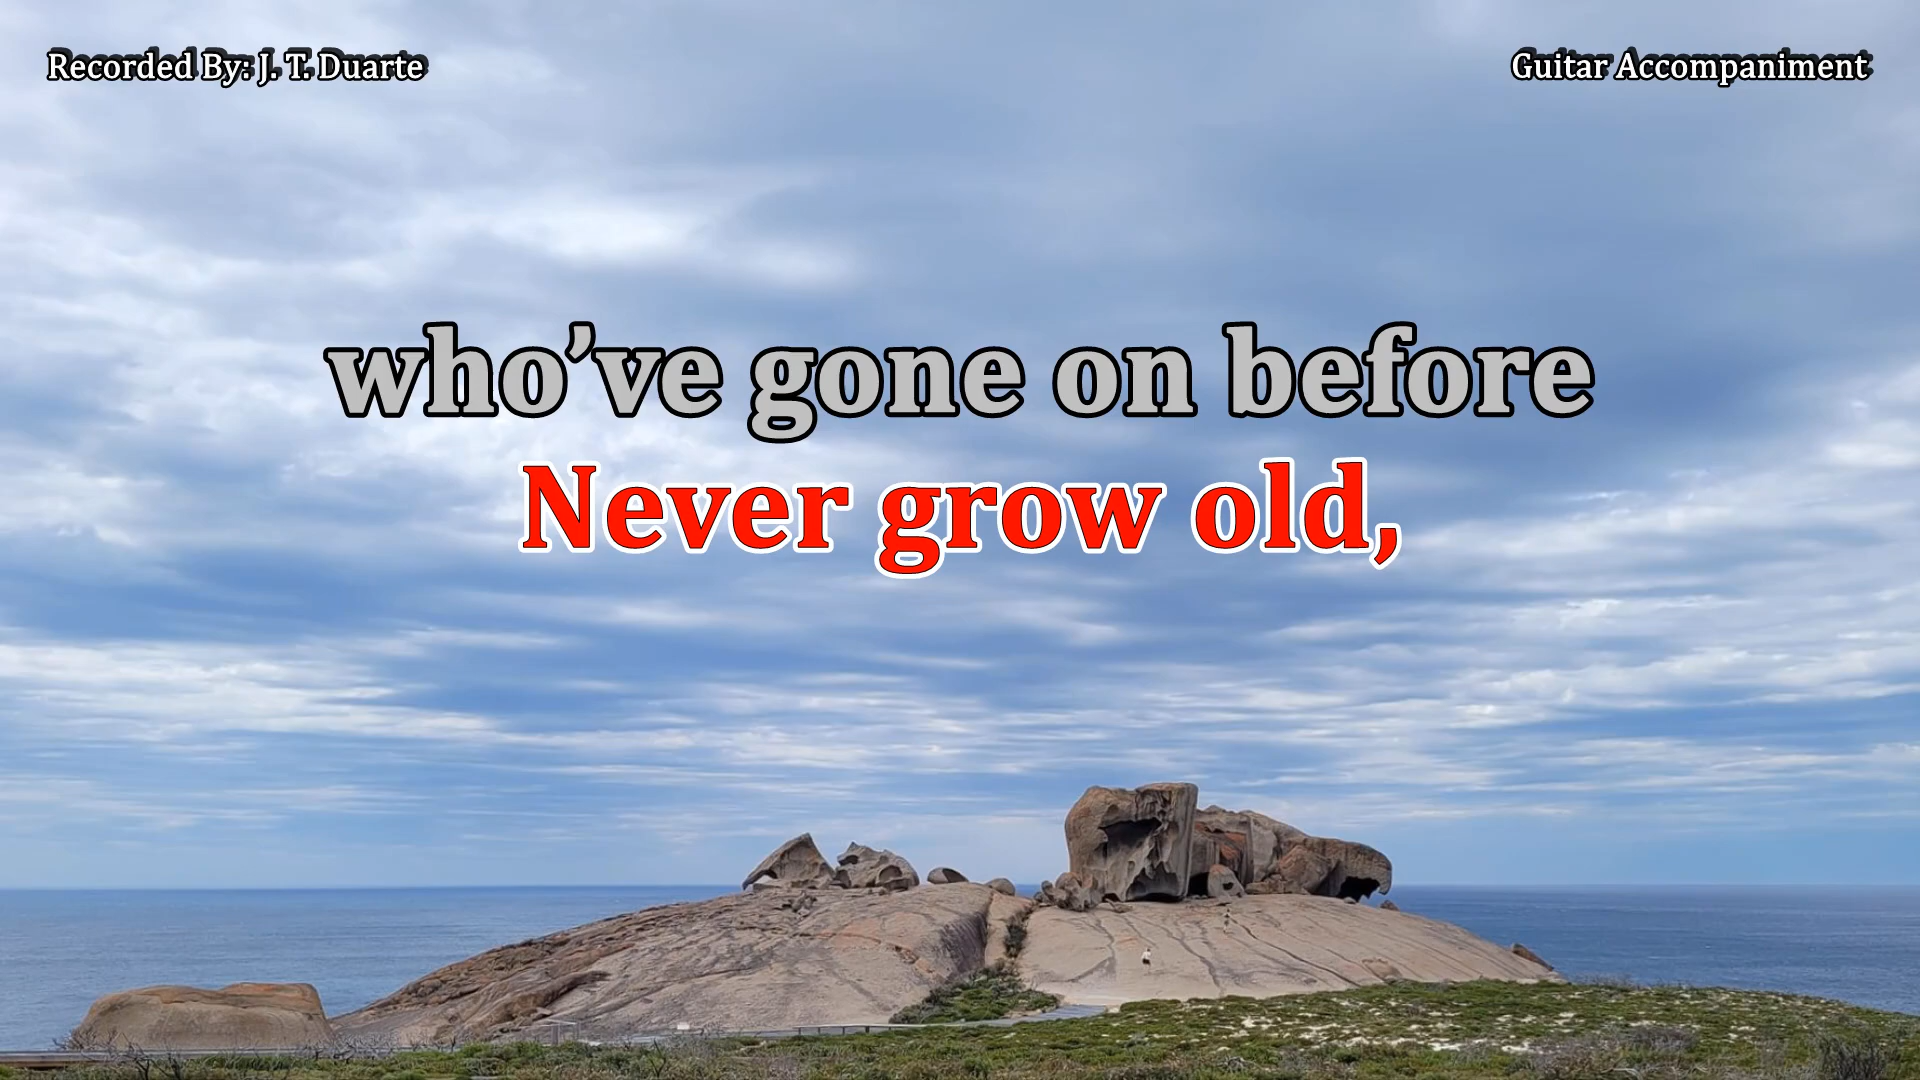 Recorded By: J. T. Duarte
Guitar Accompaniment
who’ve gone on before
Never grow old,